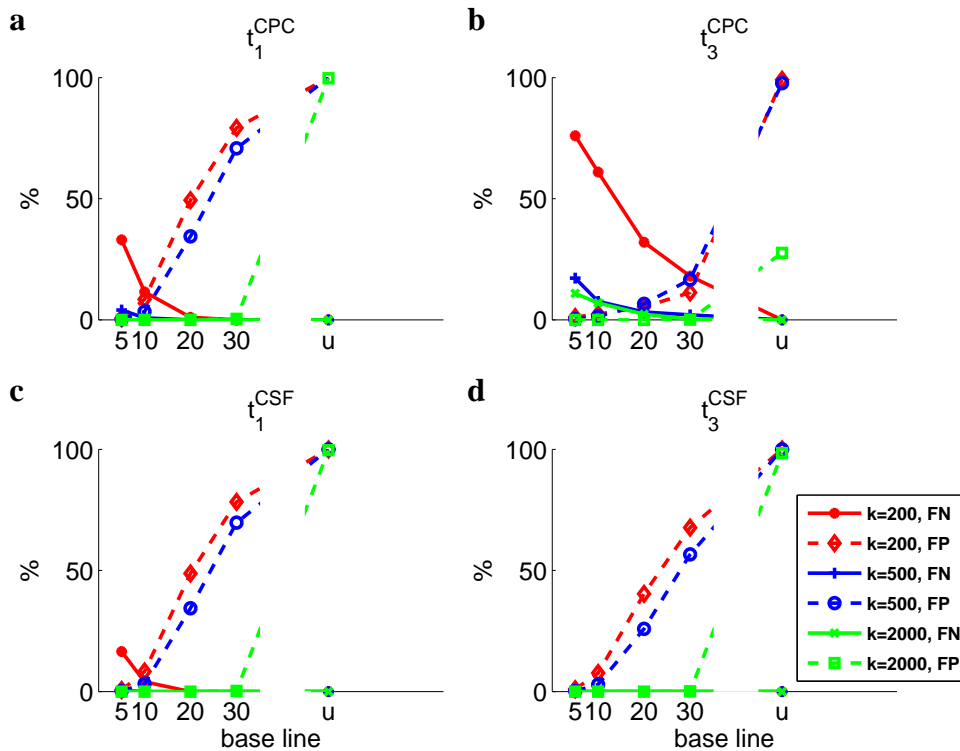 a
t_1^CPC
100
50
0
%
5 10 20 30 u
b
t_3^CPC
100
50
0
%
5 10 20 30 u
c
t_1^CSF
100
50
0
%
5 10 20 30 u
base line
d
t_3^CSF
100
50
0
%
5 10 20 30 u
base line
k=200, FN
k=200, FP
k=500, FN
k=500, FP
k=2000, FN
k=2000, FP